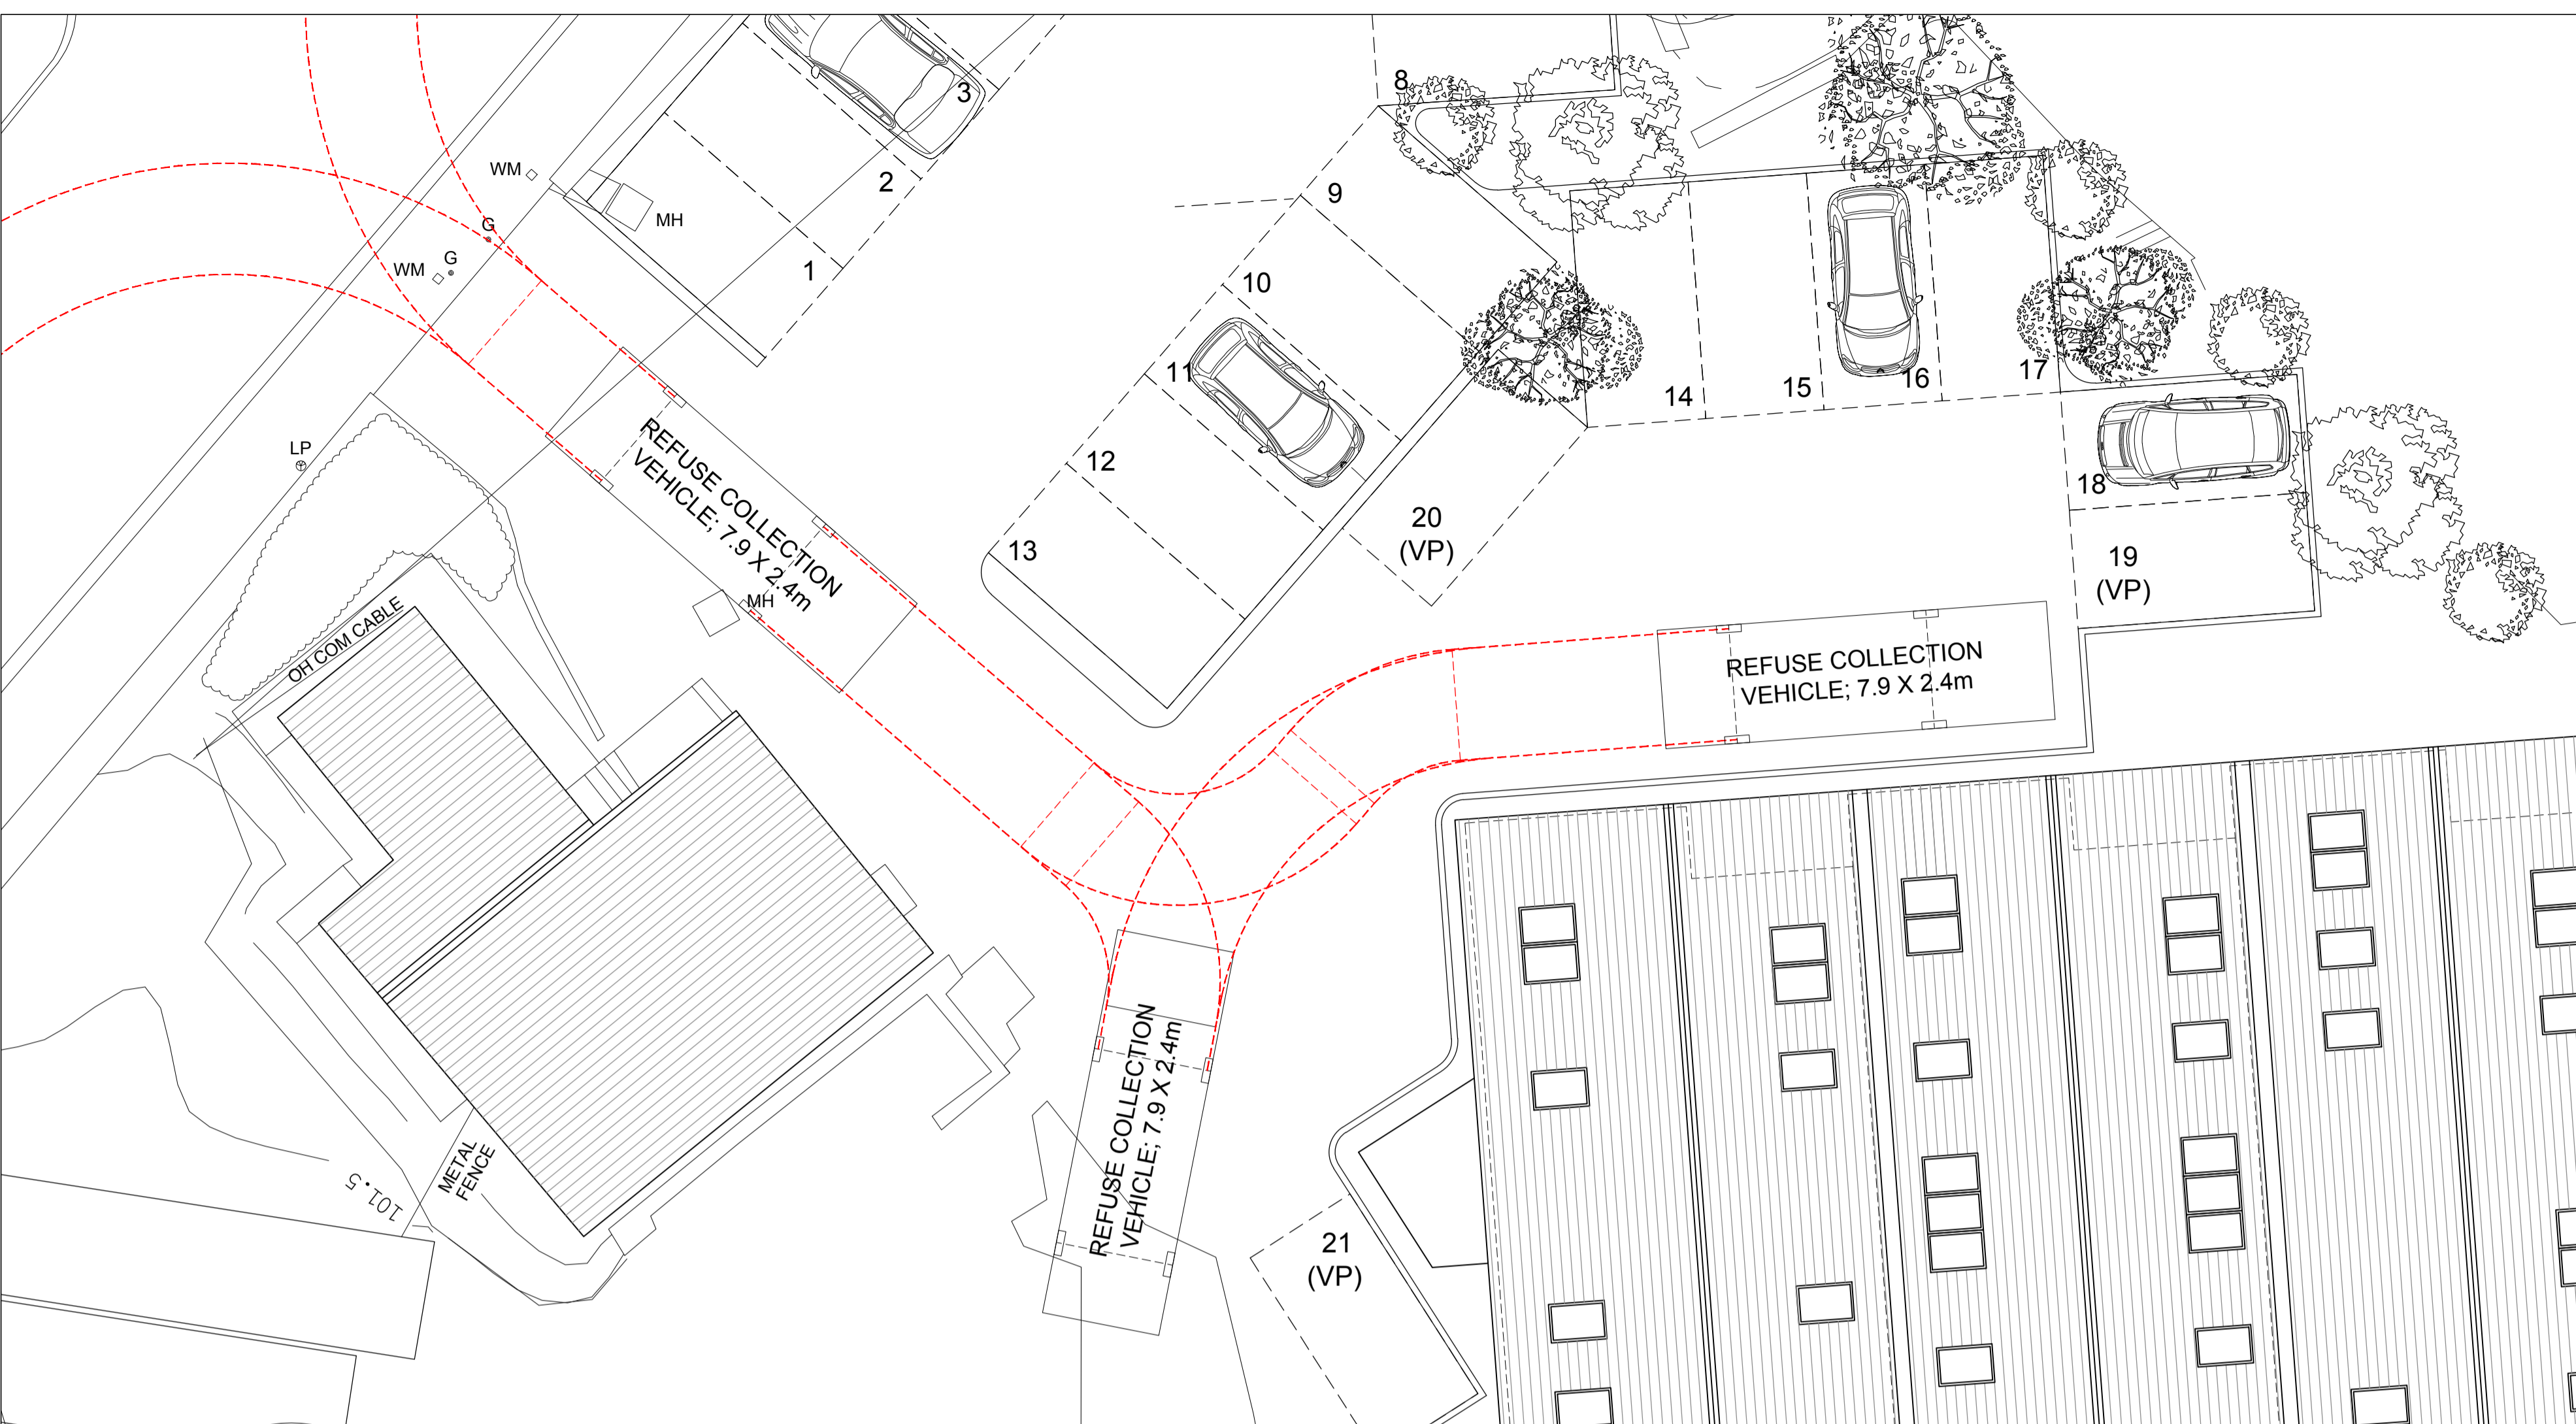 8
3
WM
2
MH
G
9
G
WM
1
10
11
14
15
16
17
LP
REFUSE COLLECTION
VEHICLE; 7.9 X 2.4m
12
18
20
(VP)
13
19
(VP)
MH
OH COM CABLE
REFUSE COLLECTION
VEHICLE; 7.9 X 2.4m
REFUSE COLLECTION
VEHICLE; 7.9 X 2.4m
METAL
FENCE
101.5
21
(VP)